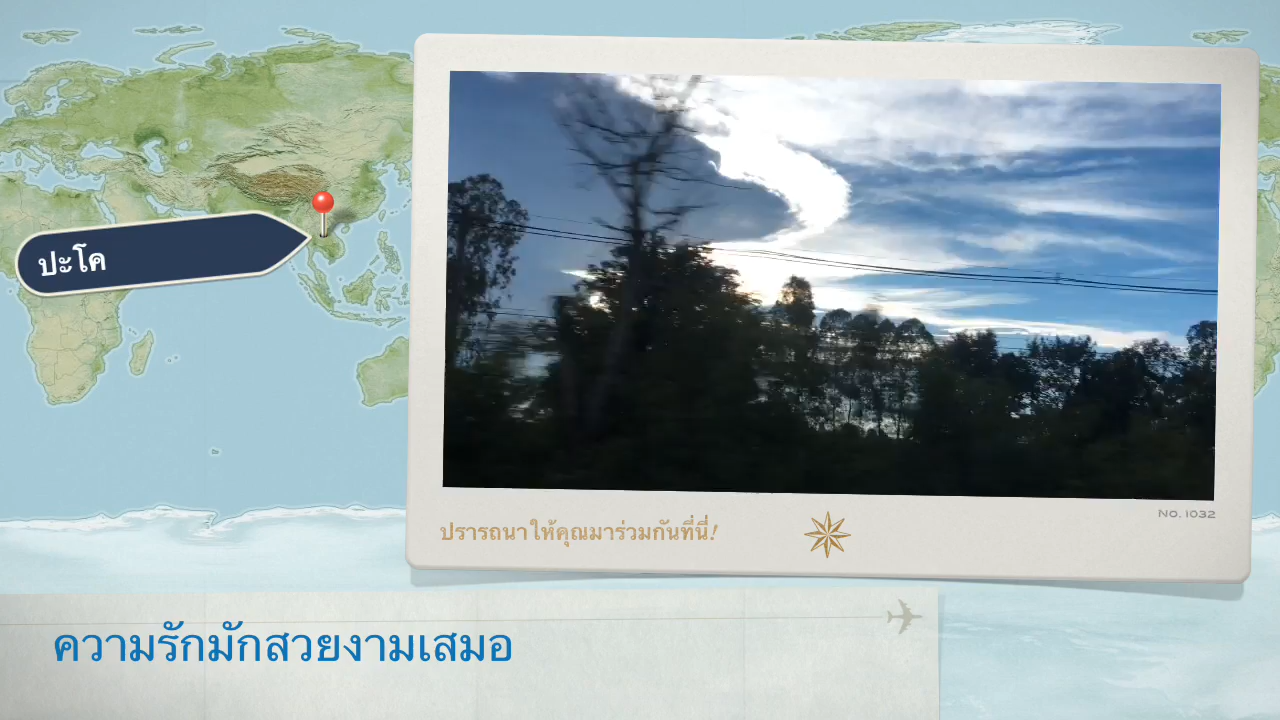 ปะโค
NO. 1032
ปรารถนาให้คุณมาร่วมกันที่นี่!
ความรักมักสวยงามเสมอ